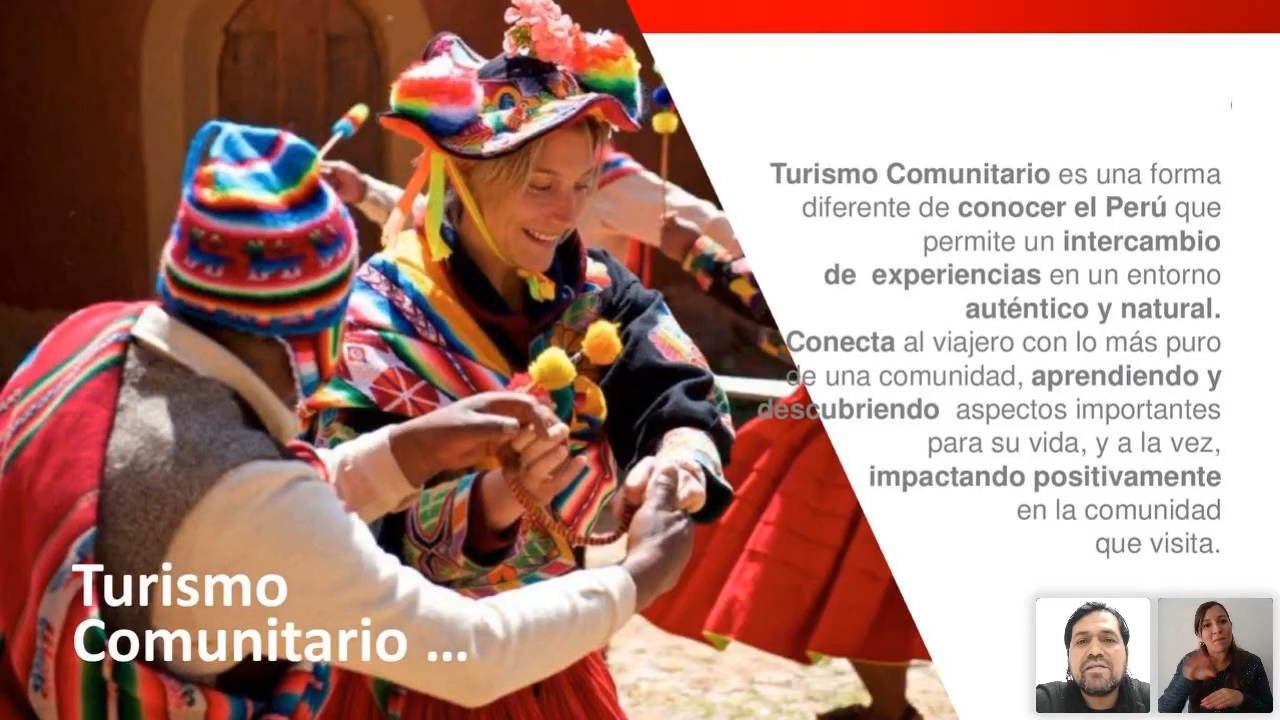 Turismo Comunitario es una forma
diferente de conocer el Perú que
permite un intercambio
de experiencias en un entorno
auténtico y natural.
Conecta al viajero con lo más puro
de una comunidad, aprendiendo y
descubriendo aspectos importantes
para su vida, y a la vez,
impactando positivamente
en la comunidad
que visita.
Turismo
Comunitario ...